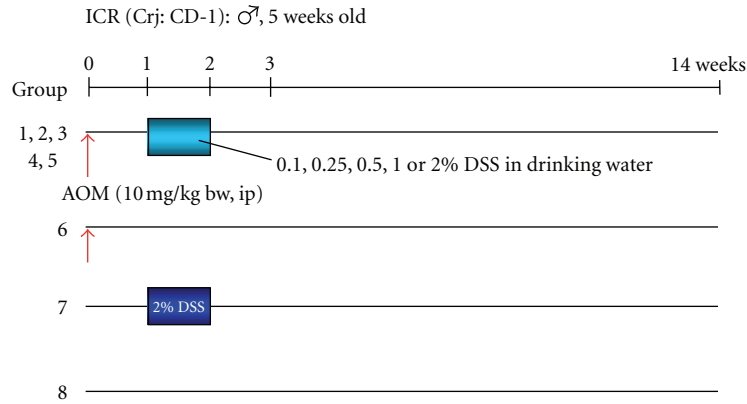 ICR (Crj: CD-1): ♂, 5 weeks old
0 1 2 3 14 weeks
Group
1, 2, 3
4, 5
0.1, 0.25, 0.5, 1 or 2% DSS in drinking water
AOM (10 mg/kg bw, ip)
6
7 2% DSS
8